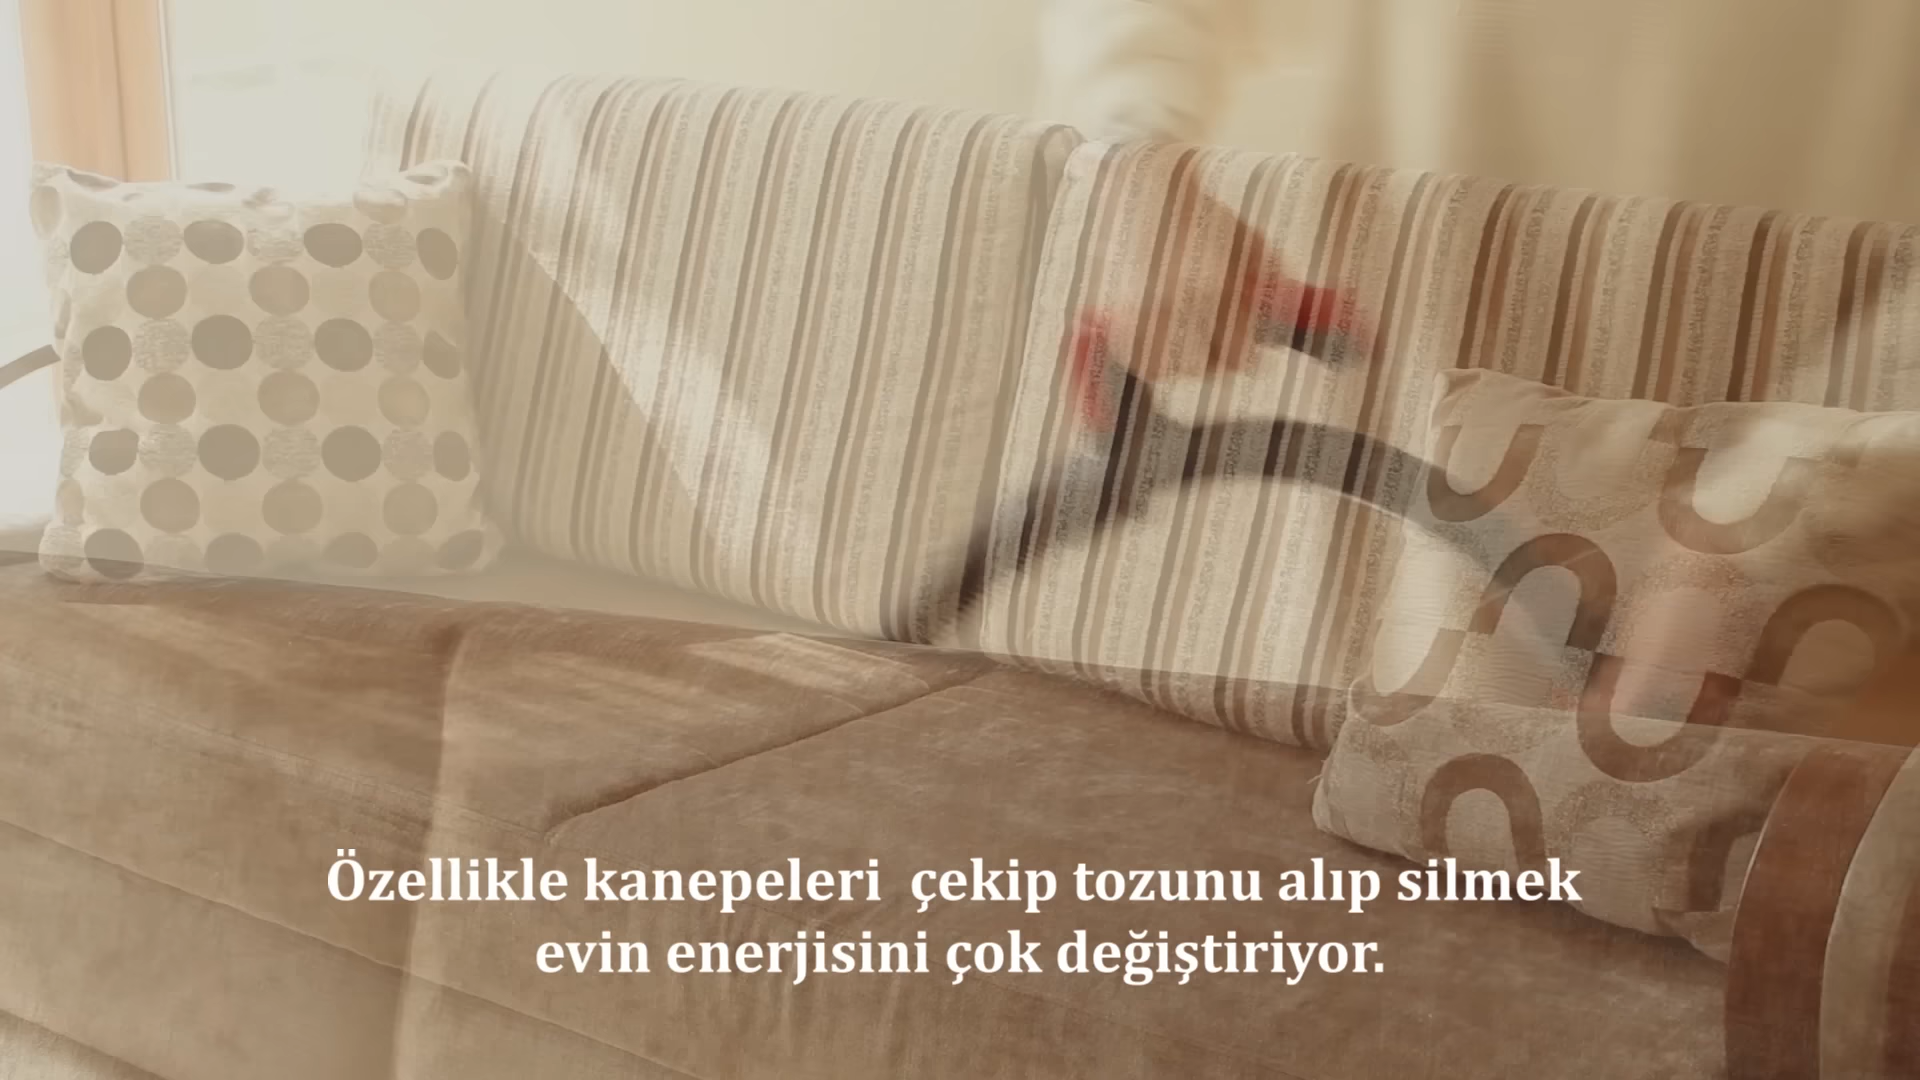 Özellikle kanepeleri  çekip tozunu alıp silmek
evin enerjisini çok değiştiriyor.